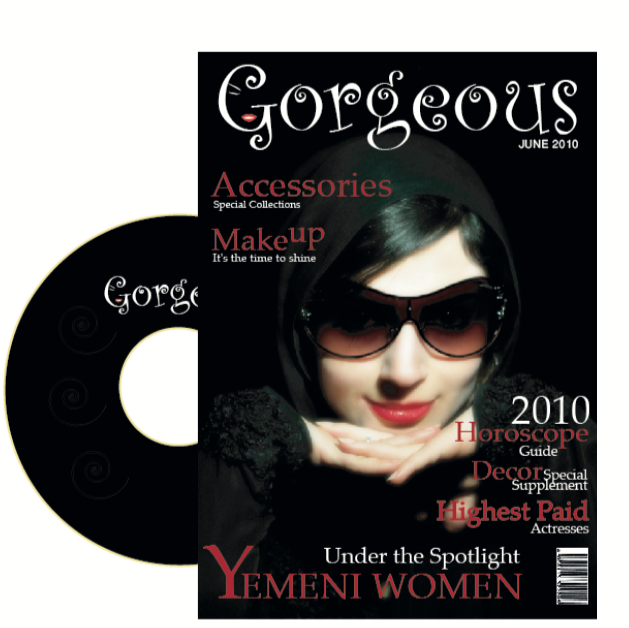 Gorgeous
JUNE 2010
Accessories
Special Collections
Makeup
It's the time to shine
Gorge
2010
Horoscope
Guide
Decor Special
Supplement
Highest Paid
Actresses
Under the Spotlight
YEMENI WOMEN